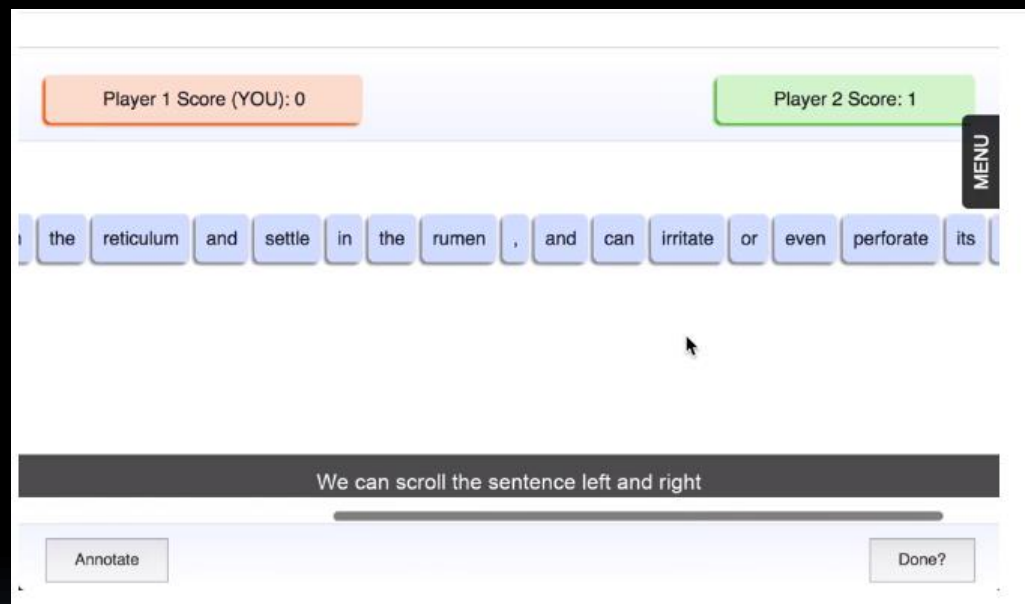 Player 1 Score (YOU): 0 Player 2 Score: 1
MENU
the reticulum and settle in the rumen , and can irritate or even perforate its
We can scroll the sentence left and right
Annotate Done?